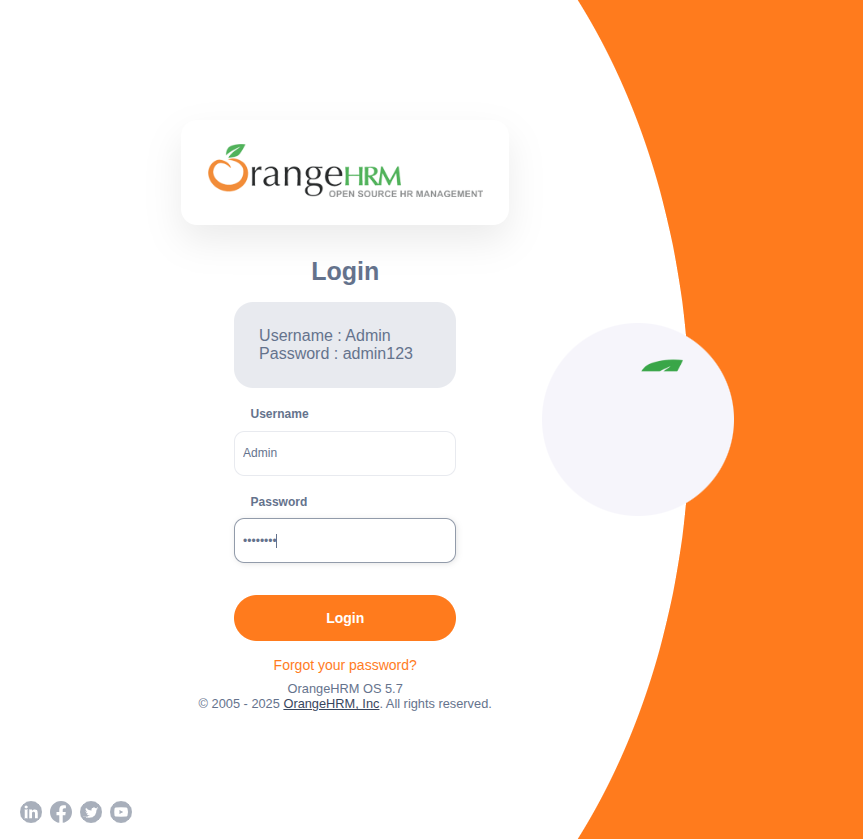 OrangeHRM
OPEN SOURCE HR MANAGEMENT
Login
Username : Admin
Password : admin123
Username
Admin
Password
••••••••
Login
Forgot your password?
OrangeHRM OS 5.7
© 2005 - 2025 OrangeHRM, Inc. All rights reserved.